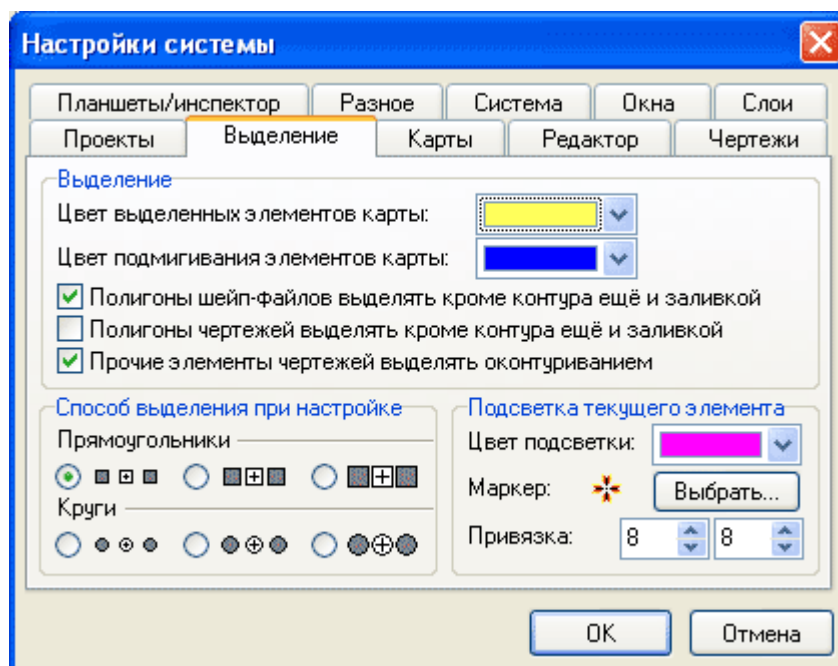 Настройки системы
Планшеты/инспектор Разное Система Окна Слои
Проекты Выделение Карты Редактор Чертежи
Выделение
Цвет выделенных элементов карты:
Цвет подмигивания элементов карты:
Полигоны шейп-файлов выделять кроме контура ещё и заливкой
Полигоны чертежей выделять кроме контура ещё и заливкой
Прочие элементы чертежей выделять оконтуриванием
Способ выделения при настройке
Прямоугольники
Круги
Подсветка текущего элемента
Цвет подсветки:
Маркер: Выбрать...
Привязка: 8 8
OK Отмена